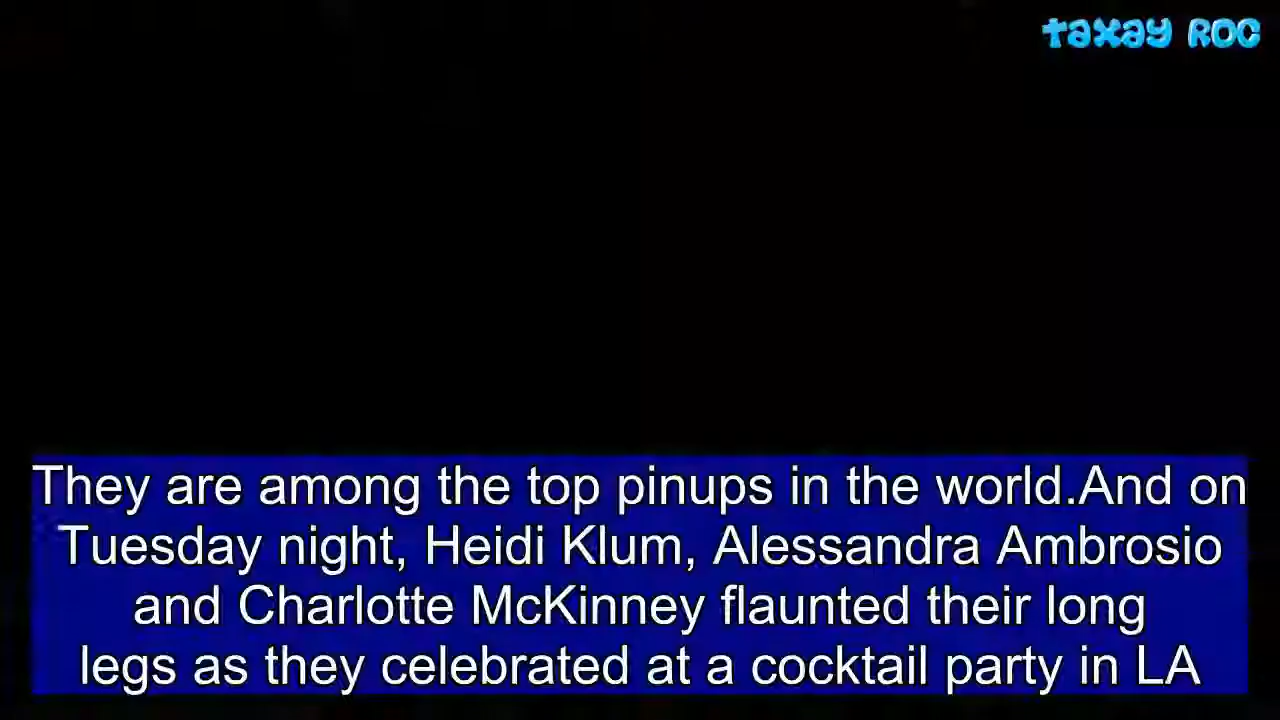 taxay ROC
They are among the top pinups in the world.And on
Tuesday night, Heidi Klum, Alessandra Ambrosio
and Charlotte McKinney flaunted their long
legs as they celebrated at a cocktail party in LA